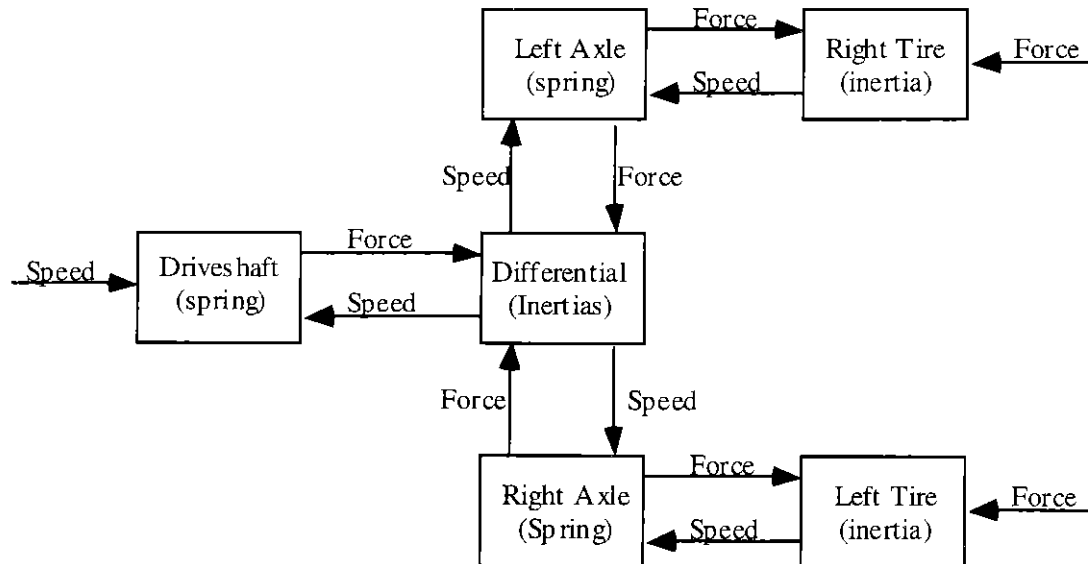 Left Axle
(spring)
Force
Speed
Right Tire
(inertia)
Force
Speed
Force
Speed
Driveshaft
(spring)
Force
Speed
Differential
(Inertias)
Force
Speed
Right Axle
(Spring)
Force
Speed
Left Tire
(inertia)
Force